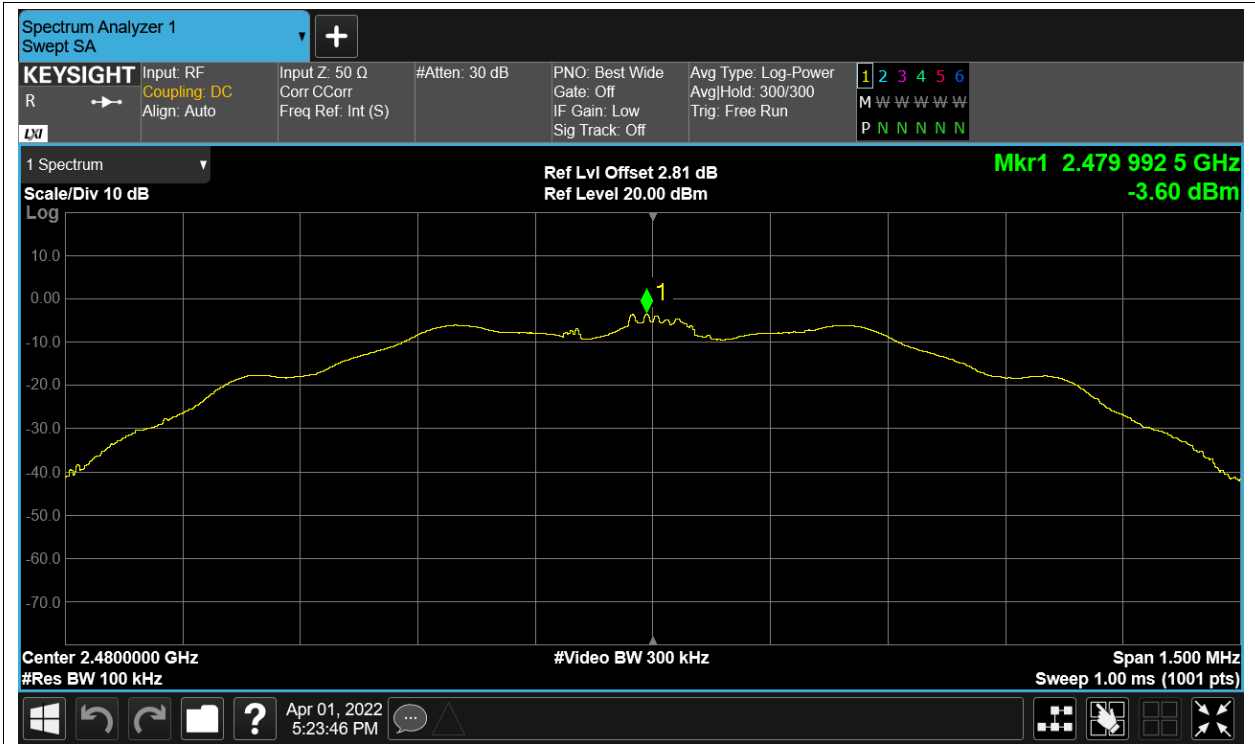 Spectrum Analyzer 1
Swept SA
KEYSIGHT
R
LXI
Input: RF
Coupling: DC
Align: Auto
Input Z: 50 Ω
Corr CCorr
Freq Ref: Int (S)
#Atten: 30 dB
PNO: Best Wide
Gate: Off
IF Gain: Low
Sig Track: Off
Avg Type: Log-Power
Avg|Hold: 300/300
Trig: Free Run
1 2 3 4 5 6
M W W W W W
P N N N N N
1 Spectrum
Scale/Div 10 dB
Log
Ref Lvl Offset 2.81 dB
Ref Level 20.00 dBm
Mkr1 2.479 992 5 GHz
-3.60 dBm
10.0
0.00
-10.0
-20.0
-30.0
-40.0
-50.0
-60.0
-70.0
1
Center 2.4800000 GHz
#Res BW 100 kHz
#Video BW 300 kHz
Span 1.500 MHz
Sweep 1.00 ms (1001 pts)
?
Apr 01, 2022
5:23:46 PM